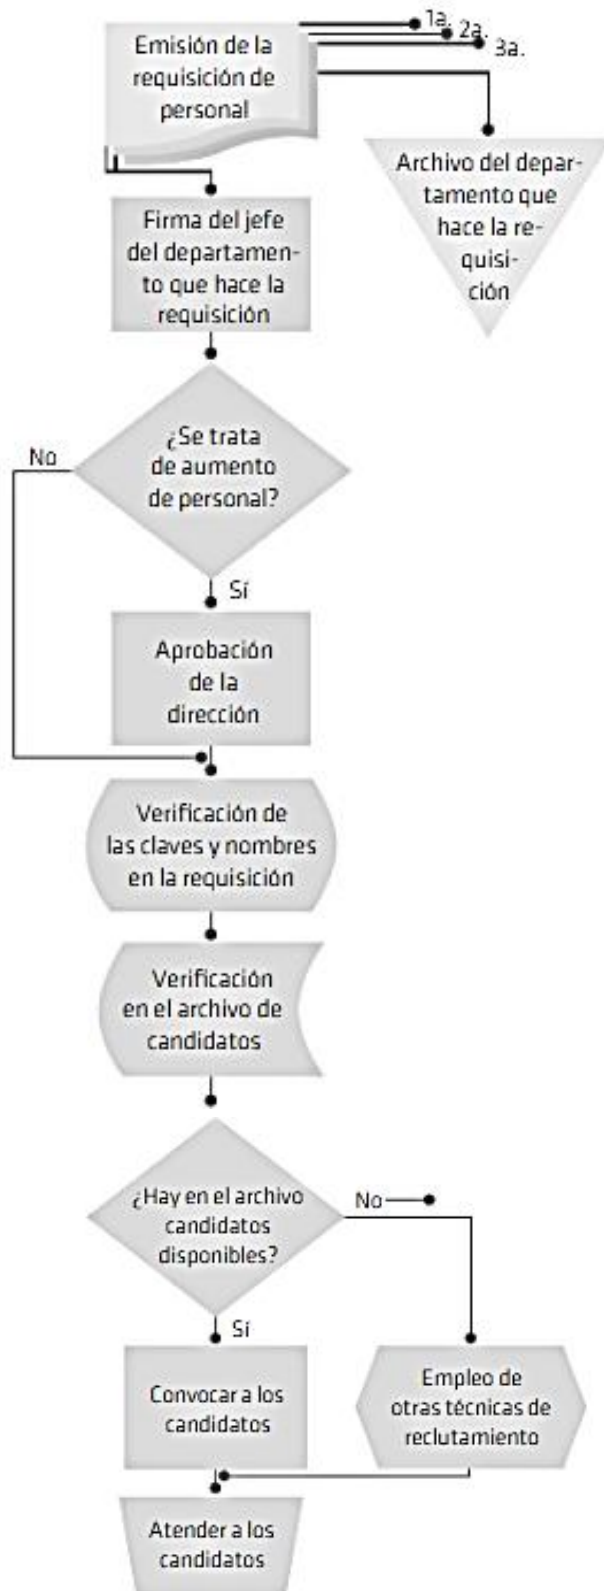 Emisión de la
requisición de
personal
1a.
2a.
3a.
Archivo del depar-
tamento que
hace la re-
quisi-
ción
Firma del jefe
del departamen-
to que hace la
requisición
¿Se trata
de aumento
de personal?
No
Sí
Aprobación
de la
dirección
Verificación de
las claves y nombres
en la requisición
Verificación
en el archivo de
candidatos
¿Hay en el archivo
candidatos
disponibles?
No
Sí
Convocar a los
candidatos
Empleo de
otras técnicas de
reclutamiento
Atender a los
candidatos